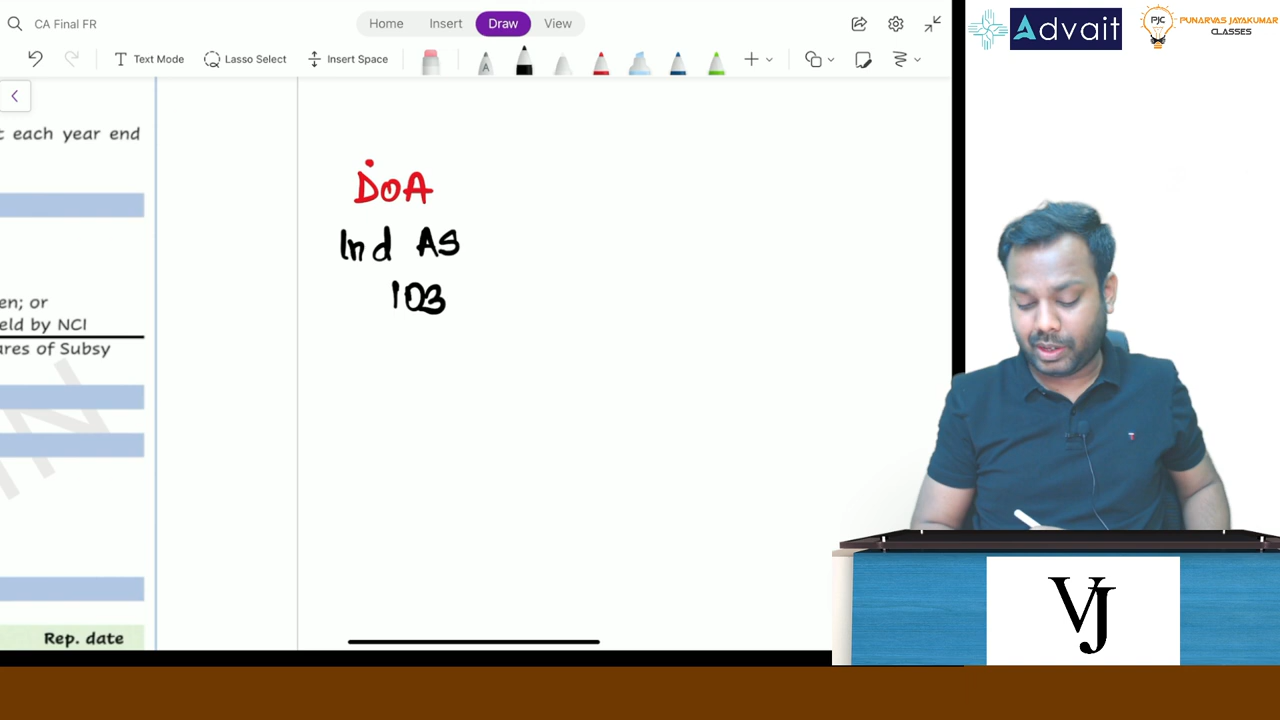 CA Final FR
Home Insert Draw View
Advait
PJC PUNARVAS JAYAKUMAR CLASSES
Text Mode Lasso Select Insert Space
each year end
DoA
Ind AS
103
en; or
eld by NCI
ares of Subsy
Rep. date
VJ